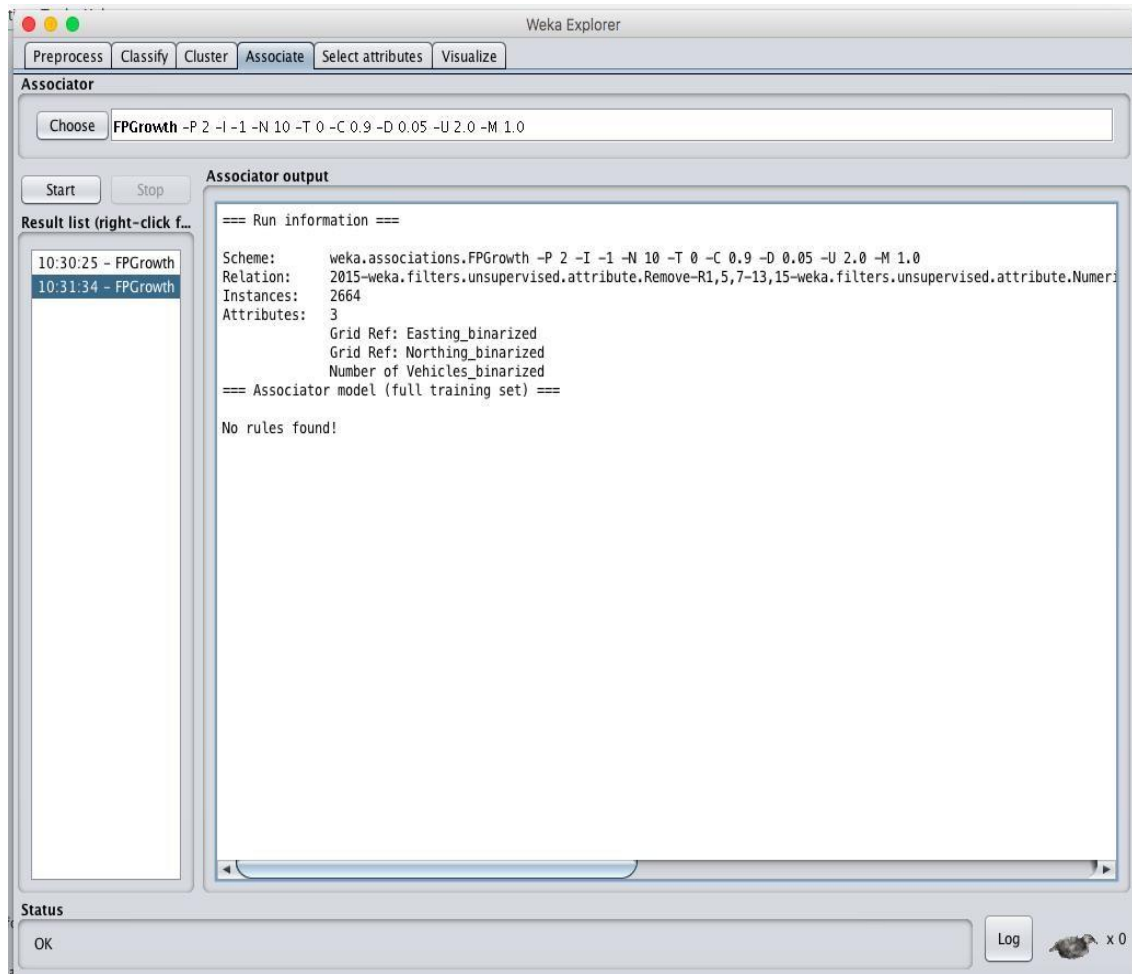 Weka Explorer
Preprocess Classify Cluster Associate Select attributes Visualize
Associator
Choose FPGrowth -P 2 -I -1 -N 10 -T 0 -C 0.9 -D 0.05 -U 2.0 -M 1.0
Start Stop
Result list (right-click f...
10:30:25 - FPGrowth
10:31:34 - FPGrowth
Associator output
=== Run information ===
Scheme: weka.associations.FPGrowth -P 2 -I -1 -N 10 -T 0 -C 0.9 -D 0.05 -U 2.0 -M 1.0
Relation: 2015-weka.filters.unsupervised.attribute.Remove-R1,5,7-13,15-weka.filters.unsupervised.attribute.Numeri
Instances: 2664
Attributes: 3
Grid Ref: Easting_binarized
Grid Ref: Northing_binarized
Number of Vehicles_binarized
=== Associator model (full training set) ===
No rules found!
Status
OK
Log x 0